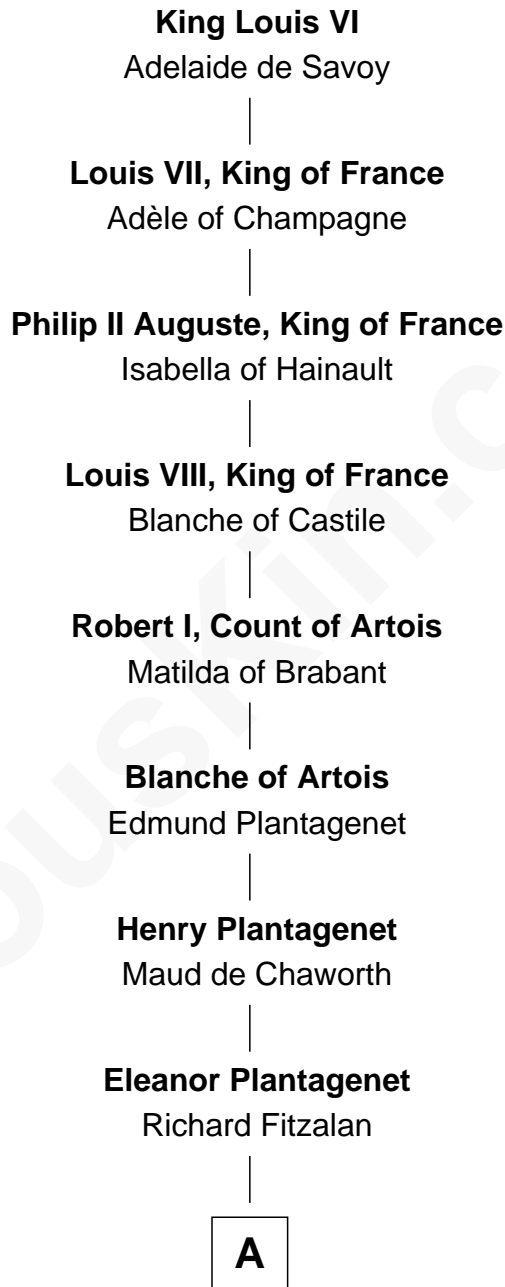 King Louis VI
Adelaide de Savoy
Louis VII, King of France
Adèle of Champagne
Philip II Auguste, King of France
Isabella of Hainault
Louis VIII, King of France
Blanche of Castile
Robert I, Count of Artois
Matilda of Brabant
Blanche of Artois
Edmund Plantagenet
Henry Plantagenet
Maud de Chaworth
Eleanor Plantagenet
Richard Fitzalan
A